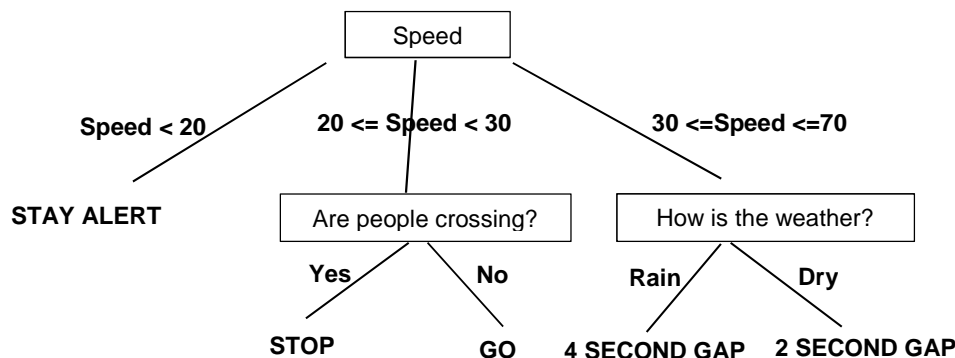 Speed
Speed < 20
20 <= Speed < 30
30 <=Speed <=70
STAY ALERT
Are people crossing?
How is the weather?
Yes
No
Rain
Dry
STOP
GO
4 SECOND GAP
2 SECOND GAP